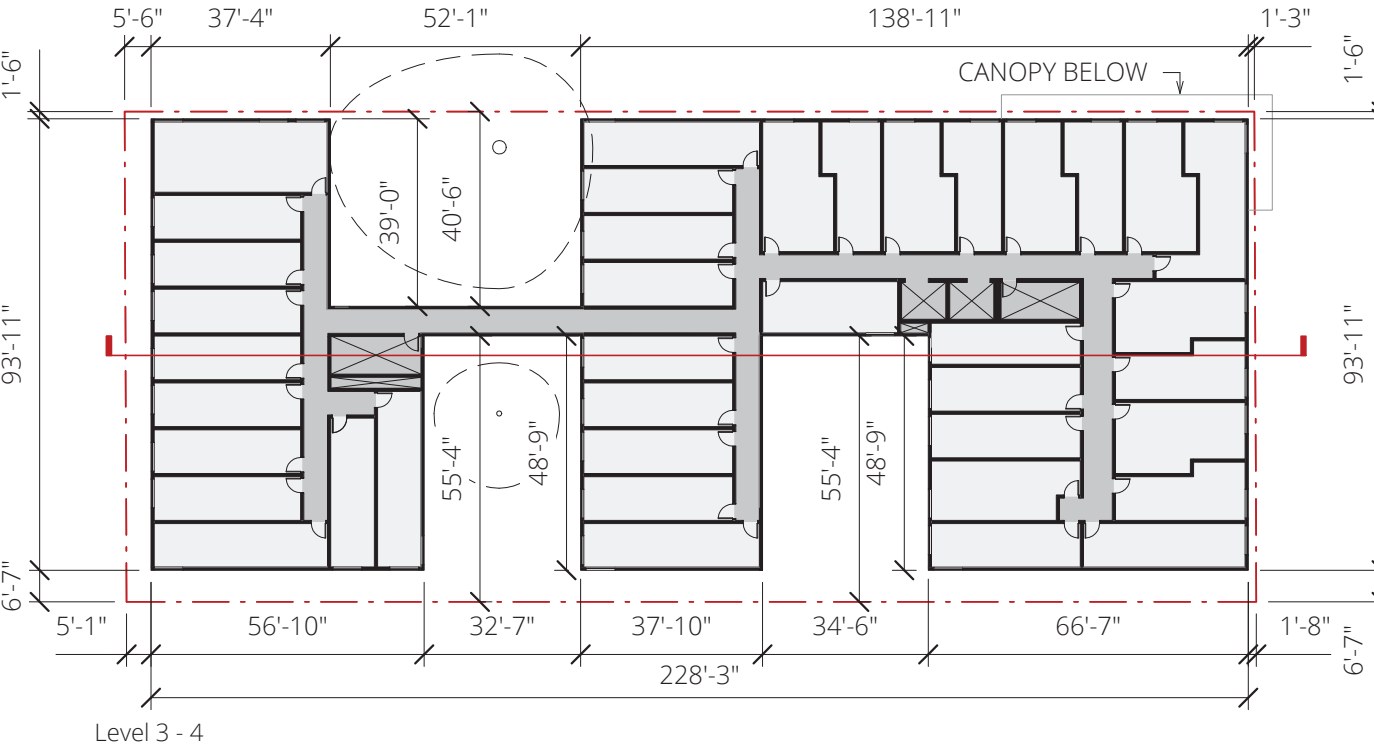 5'-6" 37'-4" 52'-1" 138'-11" 1'-3"
1'-6" 1'-6"
CANOPY BELOW
39'-0" 40'-6"
93'-11" 93'-11"
55'-4" 48'-9" 55'-4" 48'-9"
6'-7" 6'-7"
5'-1" 56'-10" 32'-7" 37'-10" 34'-6" 66'-7" 1'-8"
228'-3"
Level 3 - 4